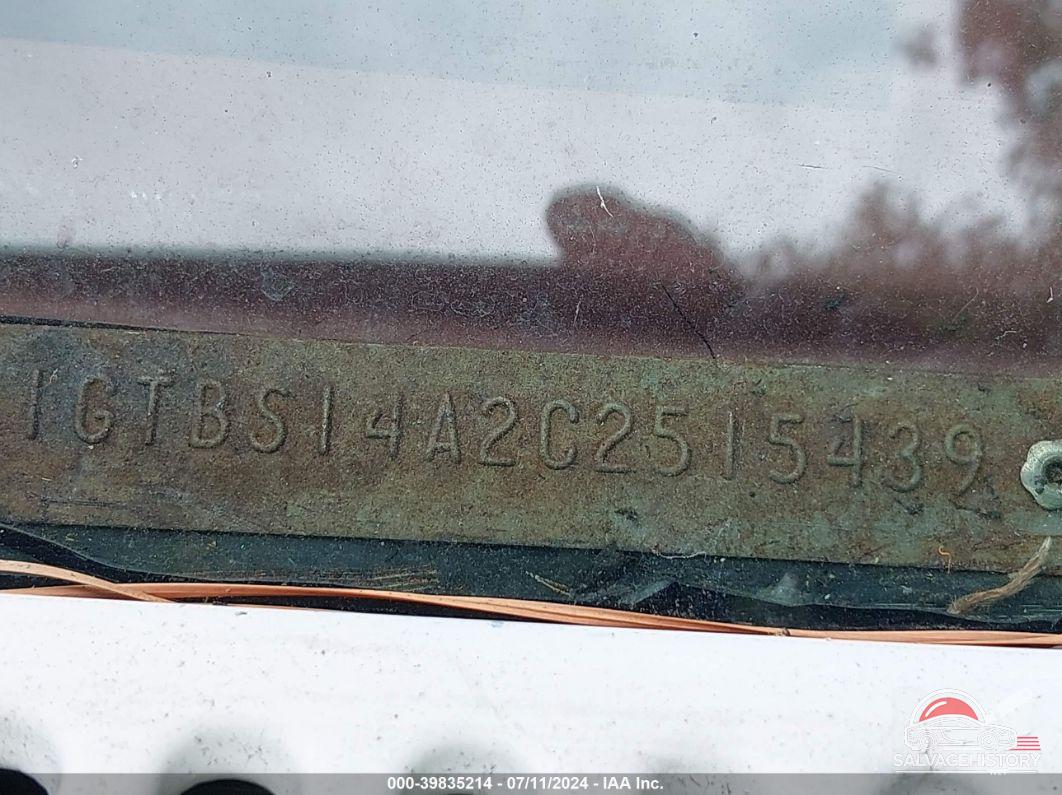 1GTBS14A2C2515439
SALVAGEHISTORY
000-39835214 - 07/11/2024 - IAA Inc.